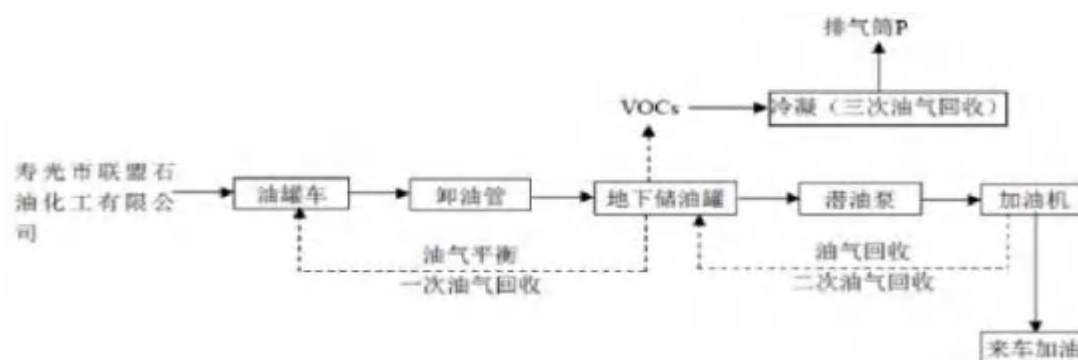 排气筒P
VOCs
冷凝（三次油气回收）
寿光市联盟石
油化工有限公
司
油罐车
卸油管
地下储油罐
潜油泵
加油机
油气平衡
一次油气回收
油气回收
二次油气回收
来车加油